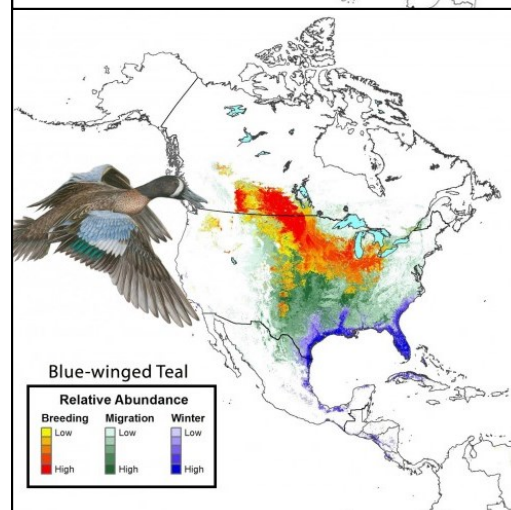 Blue-winged Teal
Relative Abundance
Breeding Migration Winter
Low Low Low
High High High